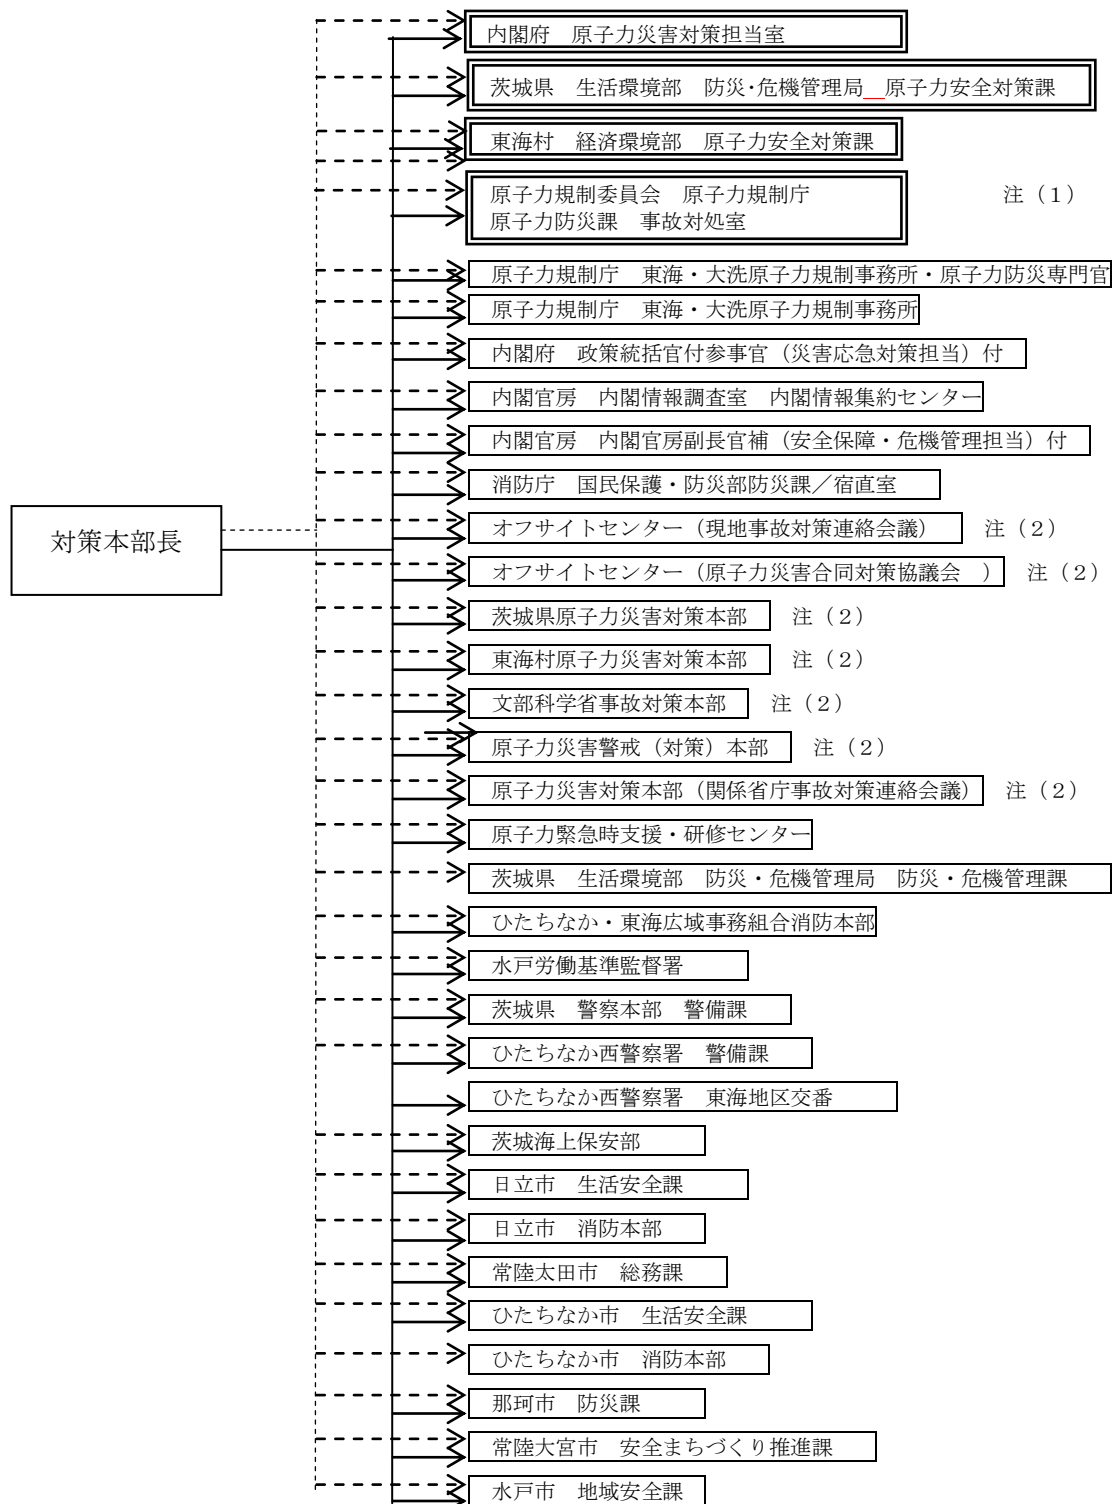 内閣府　原子力災害対策担当室
茨城県　生活環境部　防災・危機管理局＿原子力安全対策課
東海村　経済環境部　原子力安全対策課
原子力規制委員会　原子力規制庁　注（１）
原子力防災課　事故対処室
原子力規制庁　東海・大洗原子力規制事務所・原子力防災専門官
原子力規制庁　東海・大洗原子力規制事務所
内閣府　政策統括官付参事官（災害応急対策担当）付
内閣官房　内閣情報調査室　内閣情報集約センター
内閣官房　内閣官房副長官補（安全保障・危機管理担当）付
消防庁　国民保護・防災部防災課／宿直室
オフサイトセンター（現地事故対策連絡会議）　注（２）
対策本部長
オフサイトセンター（原子力災害合同対策協議会　）　注（２）
茨城県原子力災害対策本部　注（２）
東海村原子力災害対策本部　注（２）
文部科学省事故対策本部　注（２）
原子力災害警戒（対策）本部　注（２）
原子力災害対策本部（関係省庁事故対策連絡会議）　注（２）
原子力緊急時支援・研修センター
茨城県　生活環境部　防災・危機管理局　防災・危機管理課
ひたちなか・東海広域事務組合消防本部
水戸労働基準監督署
茨城県　警察本部　警備課
ひたちなか西警察署　警備課
ひたちなか西警察署　東海地区交番
茨城海上保安部
日立市　生活安全課
日立市　消防本部
常陸太田市　総務課
ひたちなか市　生活安全課
ひたちなか市　消防本部
那珂市　防災課
常陸大宮市　安全まちづくり推進課
水戸市　地域安全課